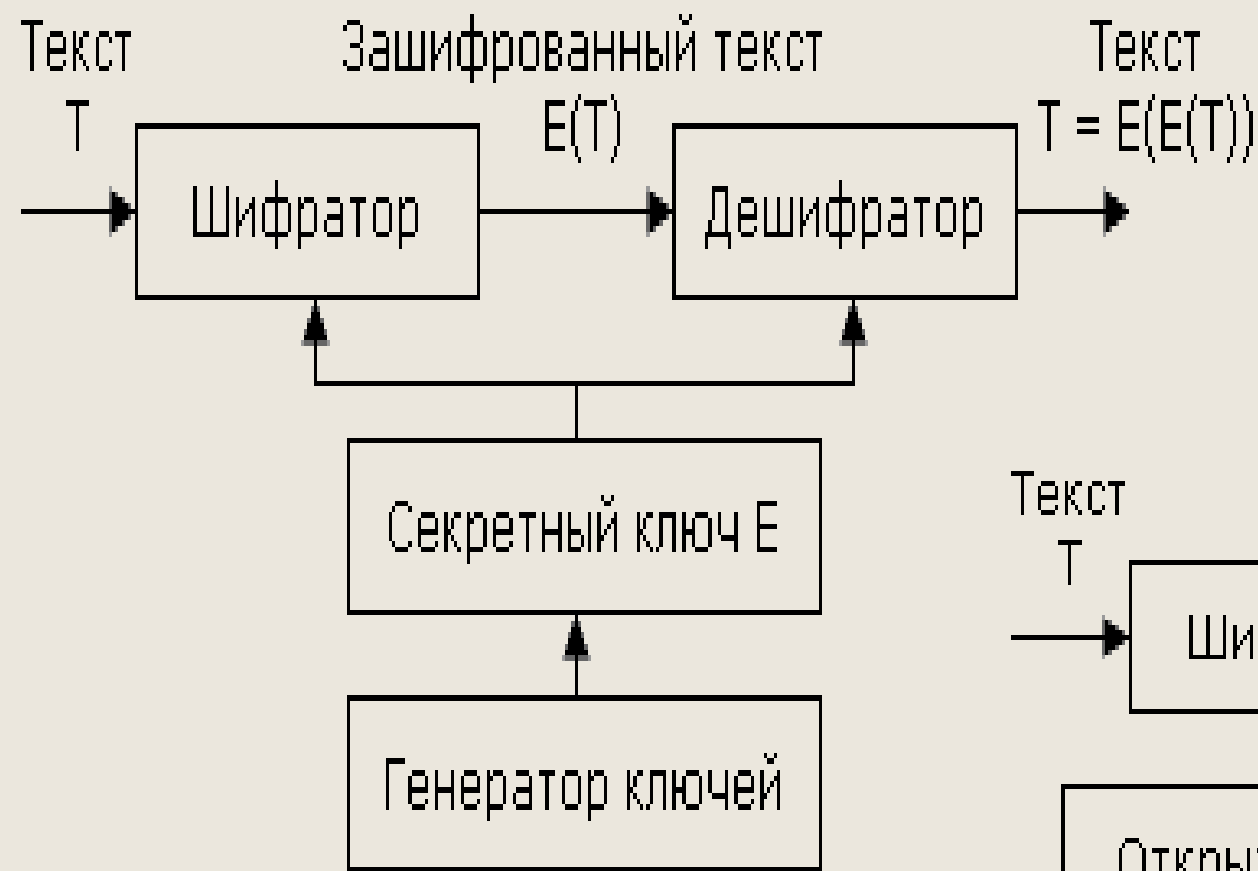 Текст
T
Зашифрованный текст
E(T)
Текст
T = E(E(T))
Шифратор
Дешифратор
Секретный ключ E
Генератор ключей
Текст
T